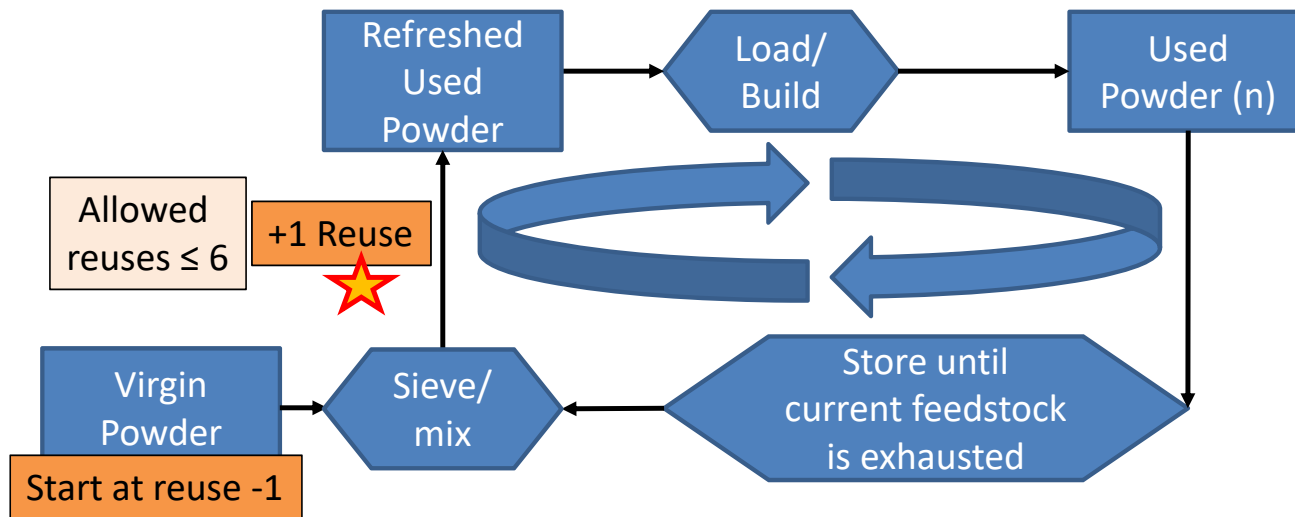 Refreshed
Used
Powder
Load/
Build
Used
Powder (n)
Allowed
reuses ≤ 6
+1 Reuse
Virgin
Powder
Start at reuse -1
Sieve/
mix
Store until
current feedstock
is exhausted